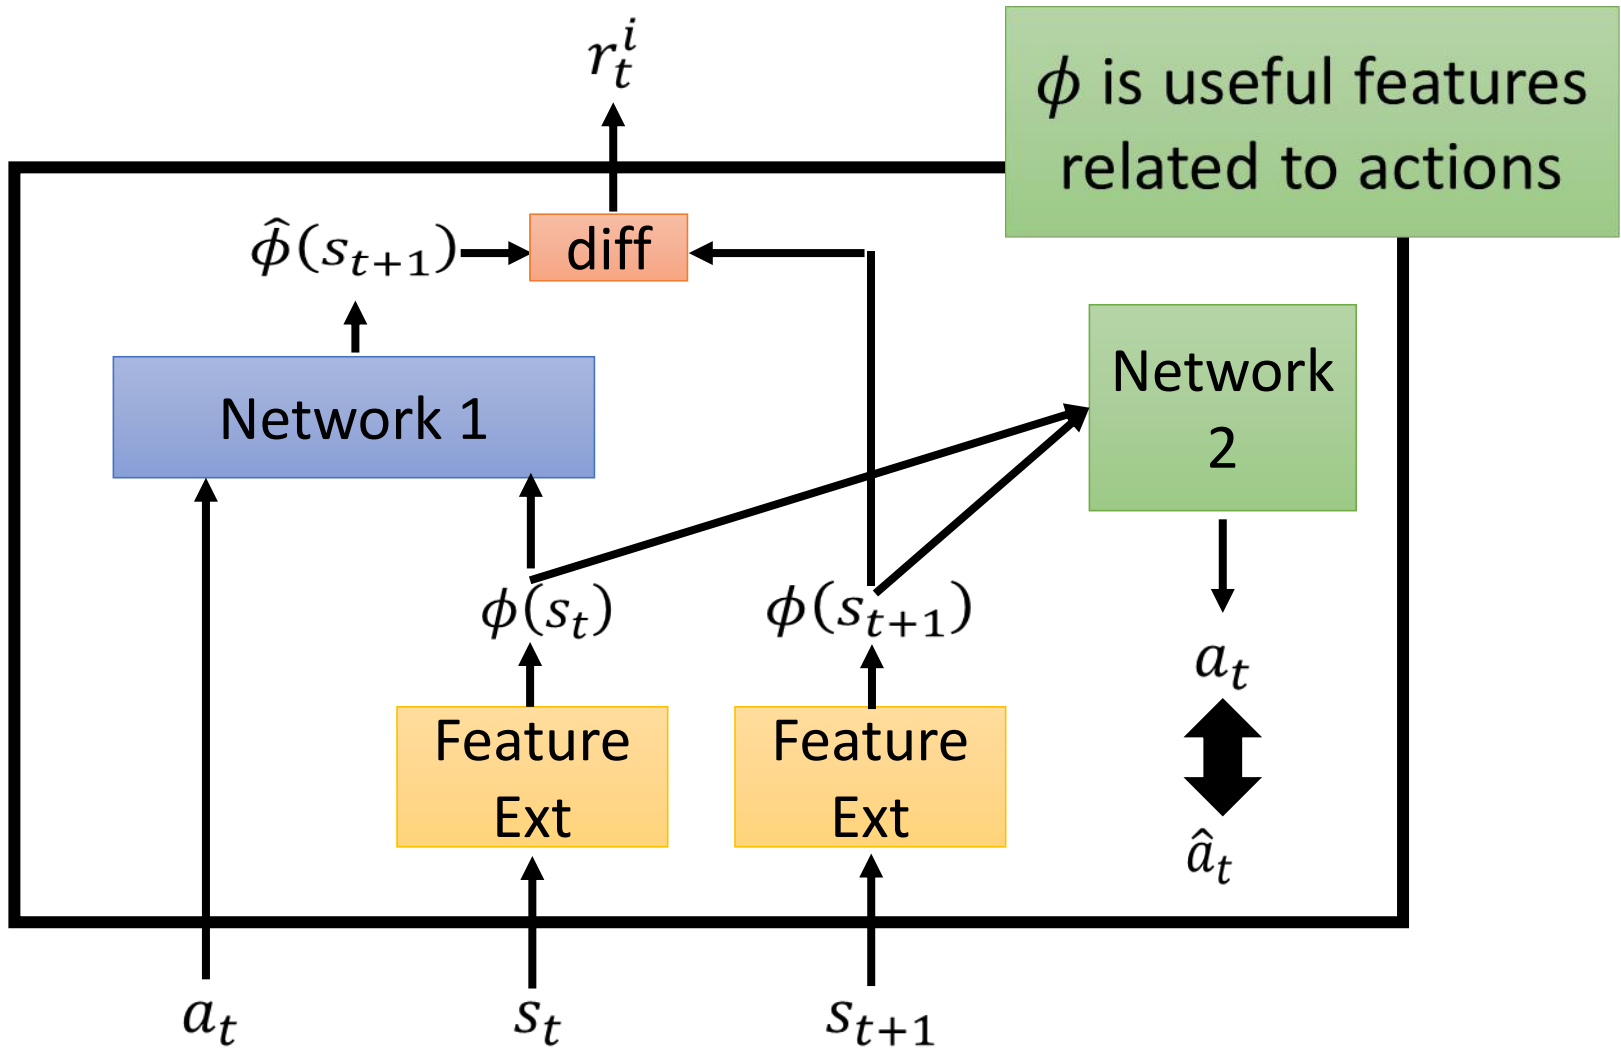 r_t^i
ϕ is useful features
related to actions
ϕ̂(s_{t+1})
diff
Network 1
Network
2
ϕ(s_t)
ϕ(s_{t+1})
a_t
Feature
Ext
Feature
Ext
â_t
a_t
s_t
s_{t+1}